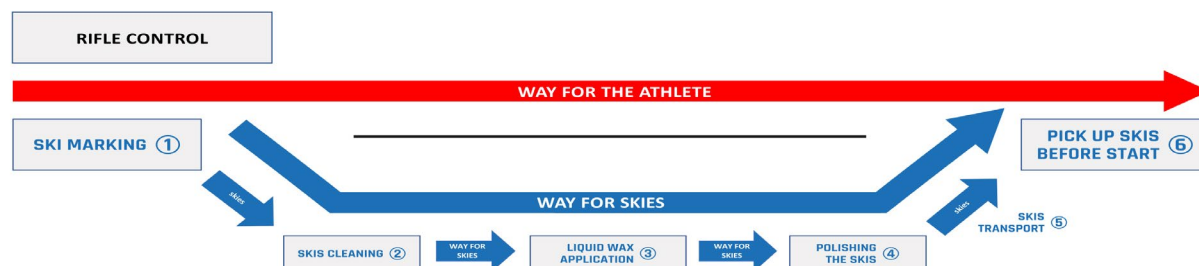 RIFLE CONTROL
WAY FOR THE ATHLETE
SKI MARKING ①
PICK UP SKIS
BEFORE START ⑥
skies
WAY FOR SKIES
skies
SKIS
TRANSPORT ⑤
SKIS CLEANING ②
WAY FOR
SKIES
LIQUID WAX
APPLICATION ③
WAY FOR
SKIES
POLISHING
THE SKIS ④